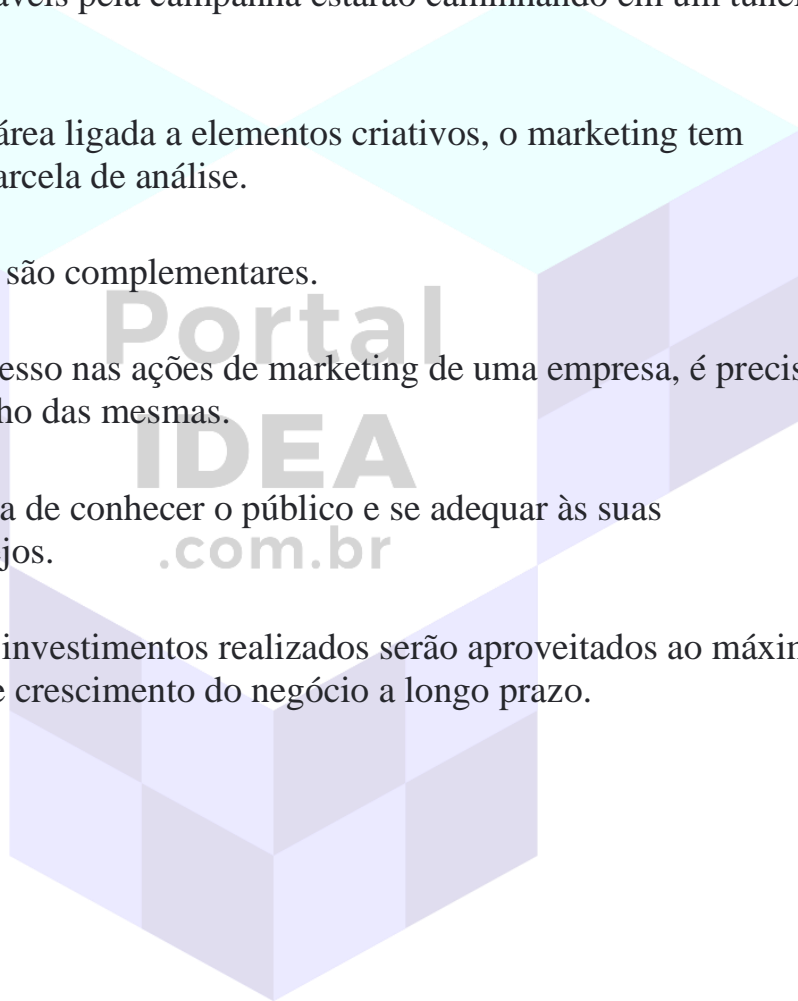 áveis pela campanha estarão caminhando em um túnel
área ligada a elementos criativos, o marketing tem
arcela de análise.
são complementares.
Portal
esso nas ações de marketing de uma empresa, é precis
ho das mesmas.
IDEA
a de conhecer o público e se adequar às suas
jos.
.com.br
investimentos realizados serão aproveitados ao máxim
e crescimento do negócio a longo prazo.